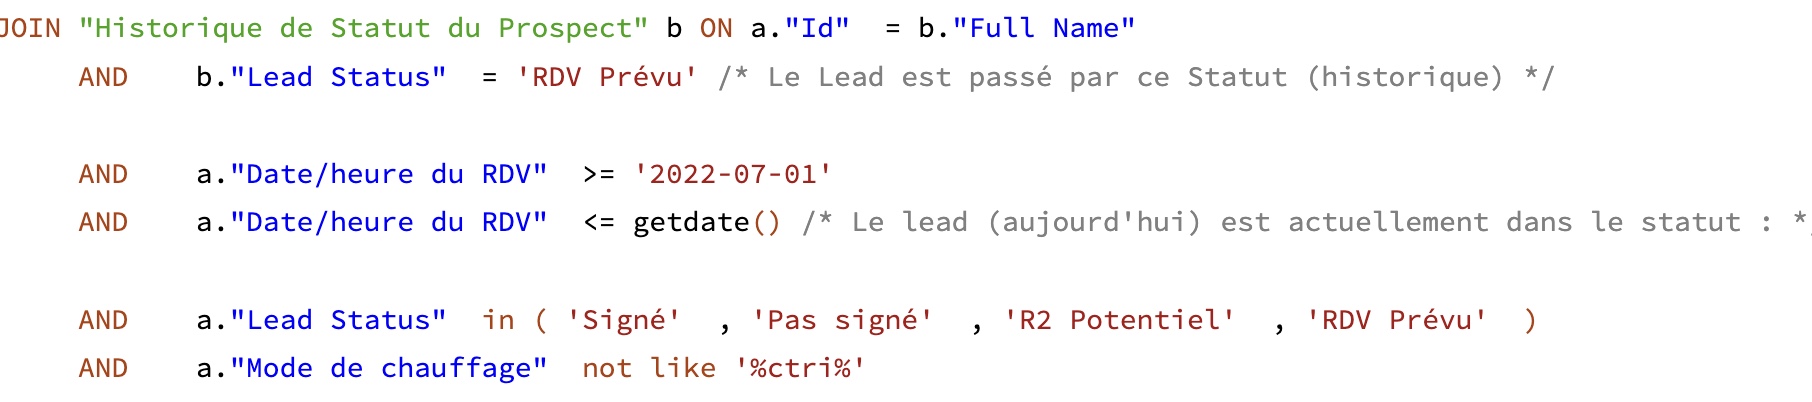 JOIN "Historique de Statut du Prospect" b ON a."Id" = b."Full Name"
AND b."Lead Status" = 'RDV Prévu' /* Le Lead est passé par ce Statut (historique) */
AND a."Date/heure du RDV" >= '2022-07-01'
AND a."Date/heure du RDV" <= getdate() /* Le lead (aujourd'hui) est actuellement dans le statut : */
AND a."Lead Status" in ( 'Signé' , 'Pas signé' , 'R2 Potentiel' , 'RDV Prévu' )
AND a."Mode de chauffage" not like '%ctri%'